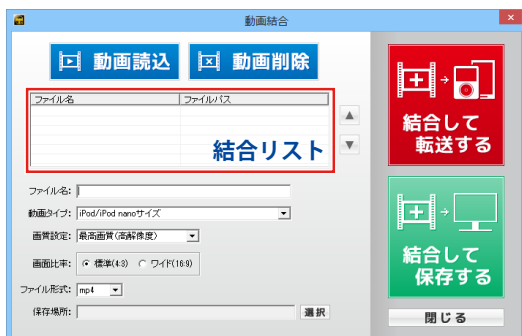 動画結合
動画読込
動画削除
ファイル名
ファイルパス
結合リスト
ファイル名:
動画タイプ: iPod/iPod nanoサイズ
画質設定: 最高画質(高解像度)
画面比率: 標準(4:3) ワイド(16:9)
ファイル形式: mp4
保存場所: 選択
結合して
転送する
結合して
保存する
閉じる